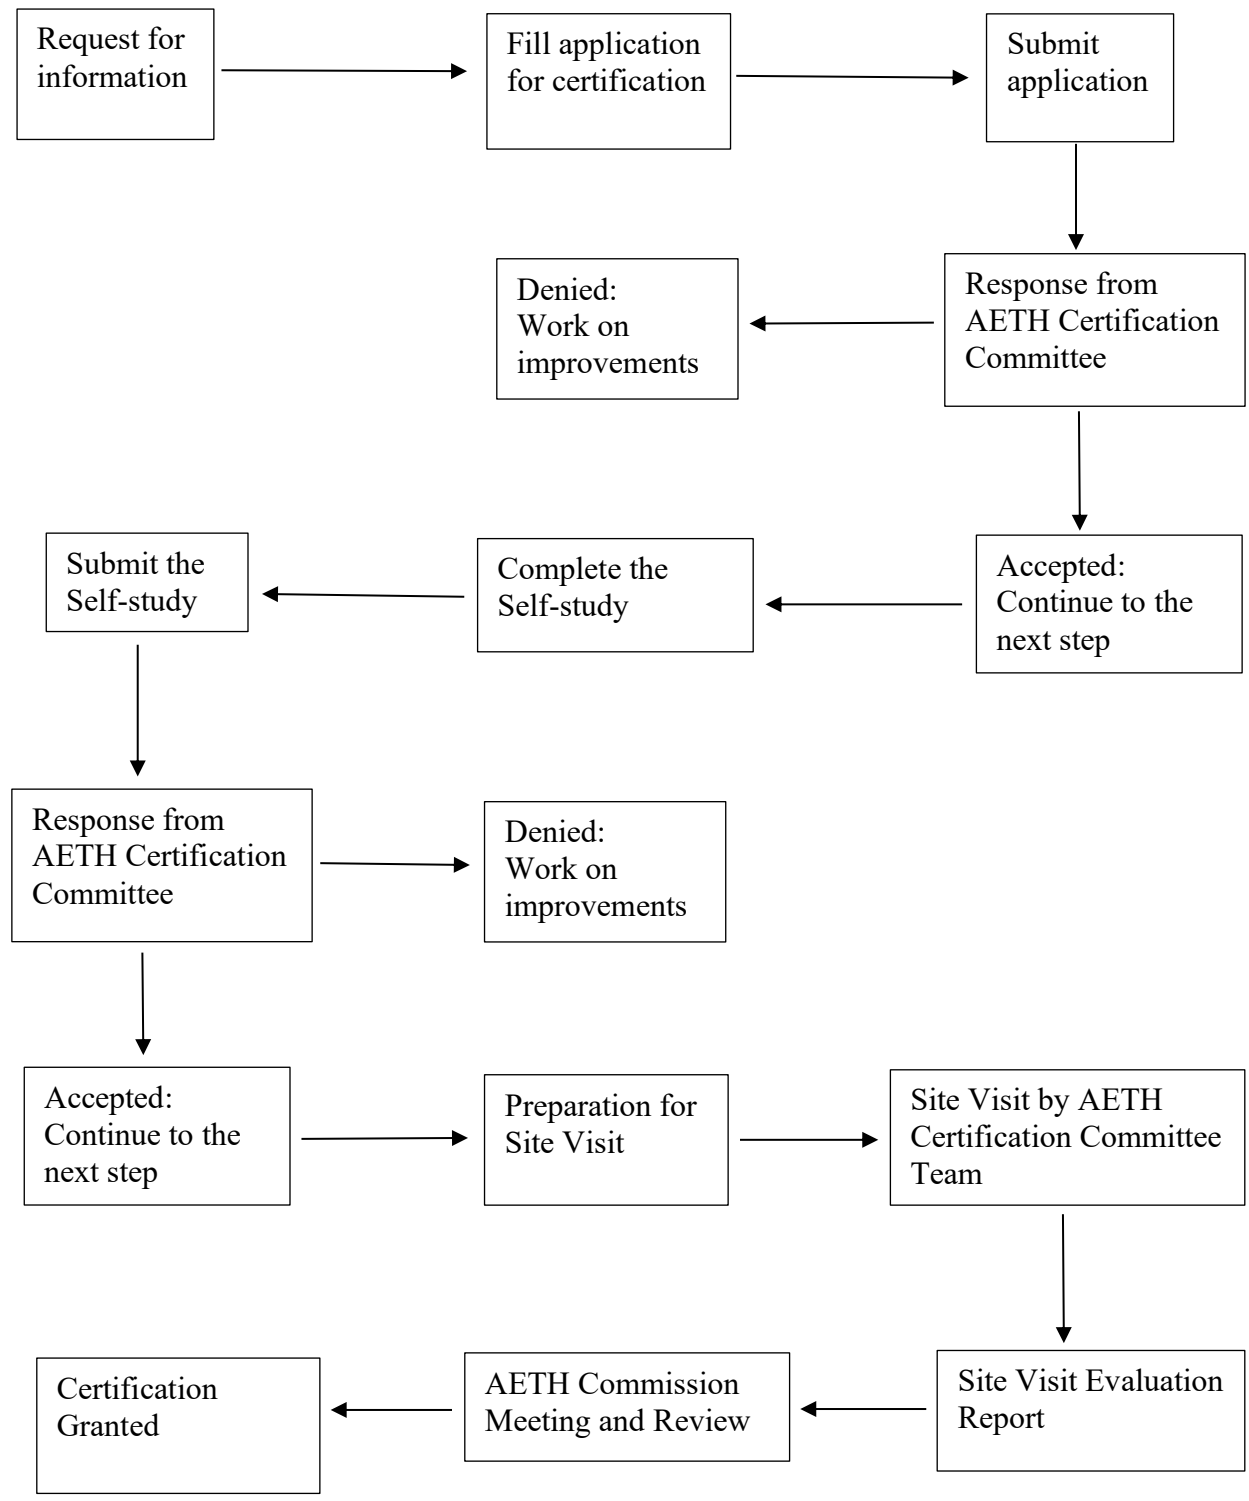 Request for
information
Fill application
for certification
Submit
application
Response from
AETH Certification
Committee
Denied:
Work on
improvements
Accepted:
Continue to the
next step
Complete the
Self-study
Submit the
Self-study
Response from
AETH Certification
Committee
Denied:
Work on
improvements
Accepted:
Continue to the
next step
Preparation for
Site Visit
Site Visit by AETH
Certification Committee
Team
Site Visit Evaluation
Report
AETH Commission
Meeting and Review
Certification
Granted